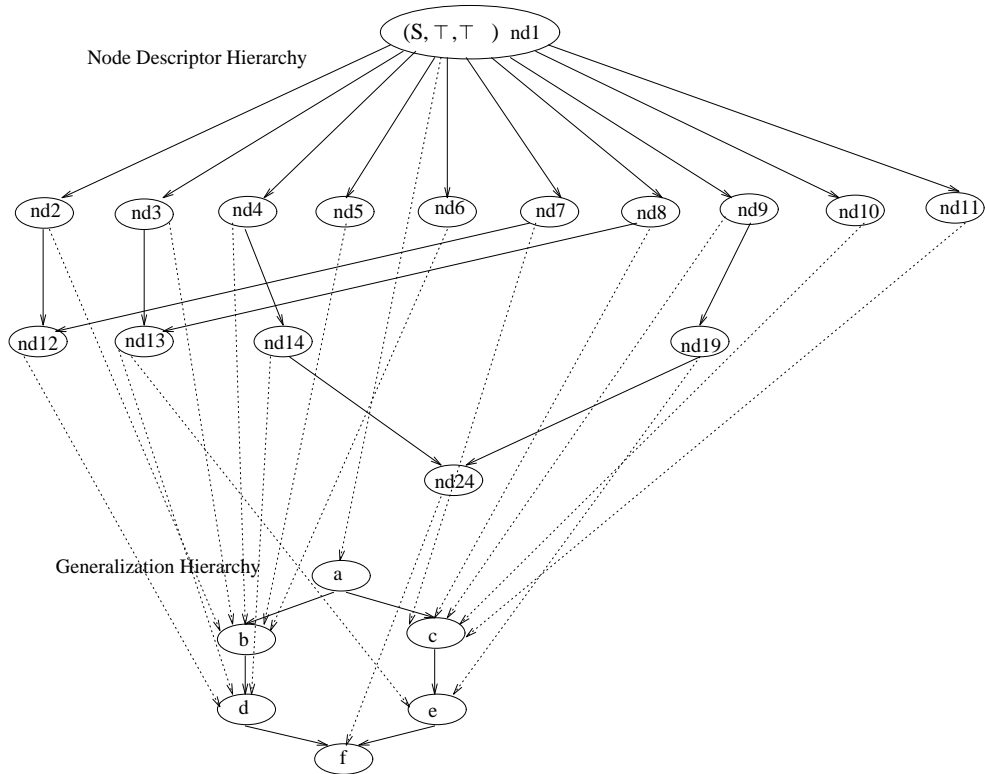 (S, ⊤,⊤ ) nd1
Node Descriptor Hierarchy
nd2 nd3 nd4 nd5 nd6 nd7 nd8 nd9 nd10 nd11
nd12 nd13 nd14 nd19
nd24
Generalization Hierarchy
a
b c
d e
f